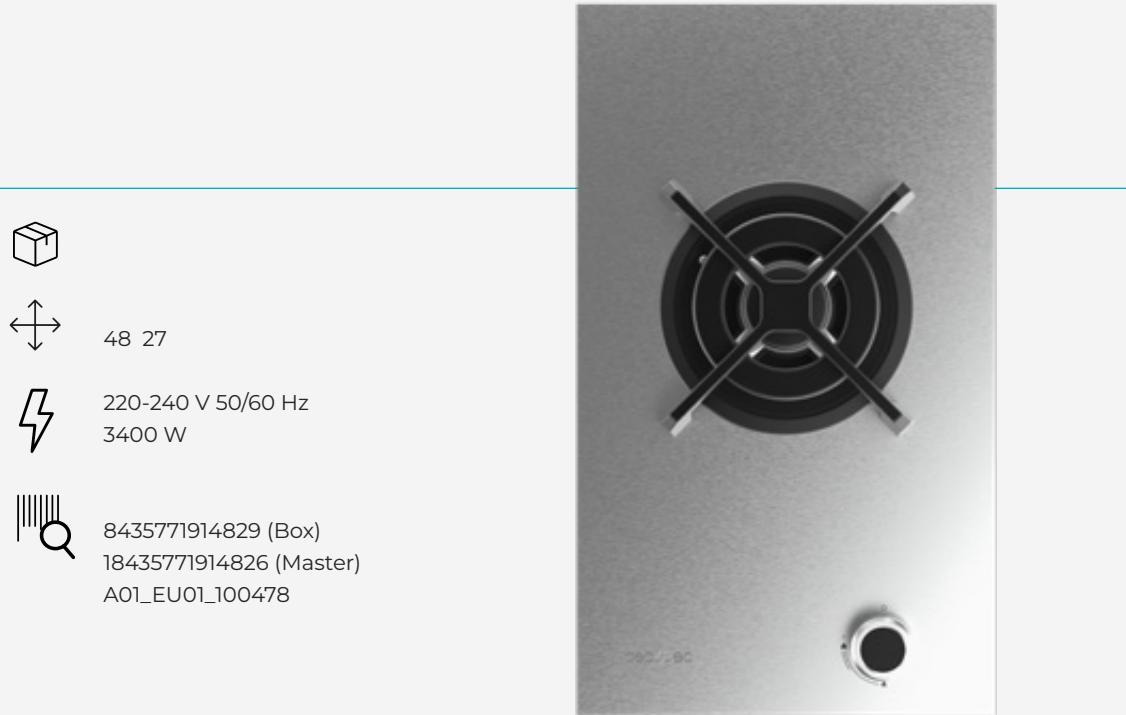 48 27
220-240 V 50/60 Hz
3400 W
8435771914829 (Box)
18435771914826 (Master)
A01_EU01_100478